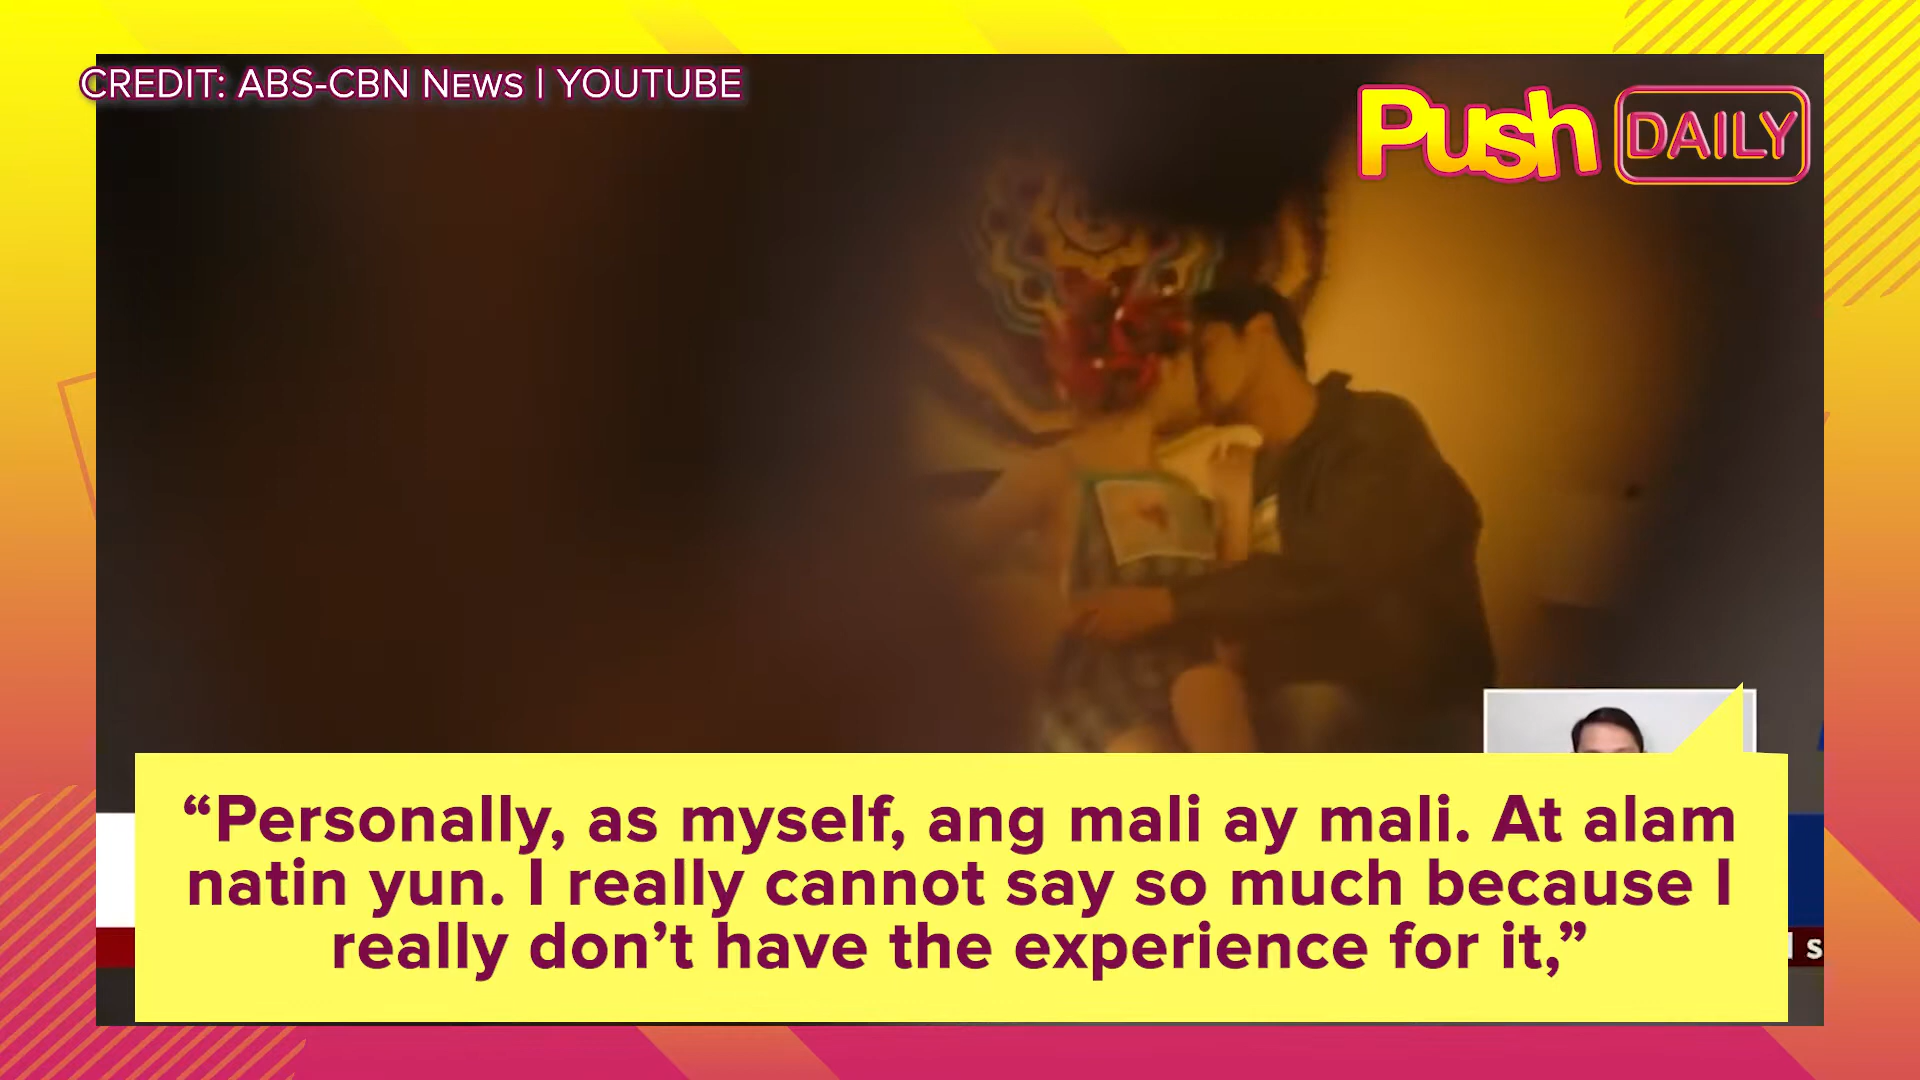 CREDIT: ABS-CBN News | YOUTUBE
Push DAILY
“Personally, as myself, ang mali ay mali. At alam
natin yun. I really cannot say so much because I
really don’t have the experience for it,”